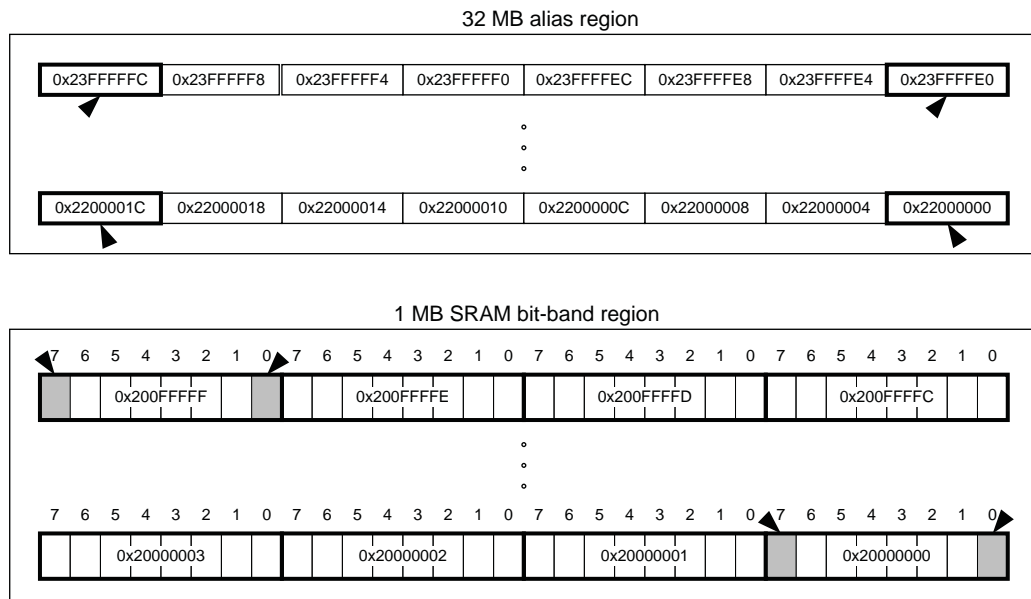 32 MB alias region
0x23FFFFFC 0x23FFFFF8 0x23FFFFF4 0x23FFFFF0 0x23FFFFEC 0x23FFFFE8 0x23FFFFE4 0x23FFFFE0
0x2200001C 0x22000018 0x22000014 0x22000010 0x2200000C 0x22000008 0x22000004 0x22000000
1 MB SRAM bit-band region
7 6 5 4 3 2 1 0 7 6 5 4 3 2 1 0 7 6 5 4 3 2 1 0 7 6 5 4 3 2 1 0
0x200FFFFF 0x200FFFFE 0x200FFFFD 0x200FFFFC
7 6 5 4 3 2 1 0 7 6 5 4 3 2 1 0 7 6 5 4 3 2 1 0 7 6 5 4 3 2 1 0
0x20000003 0x20000002 0x20000001 0x20000000